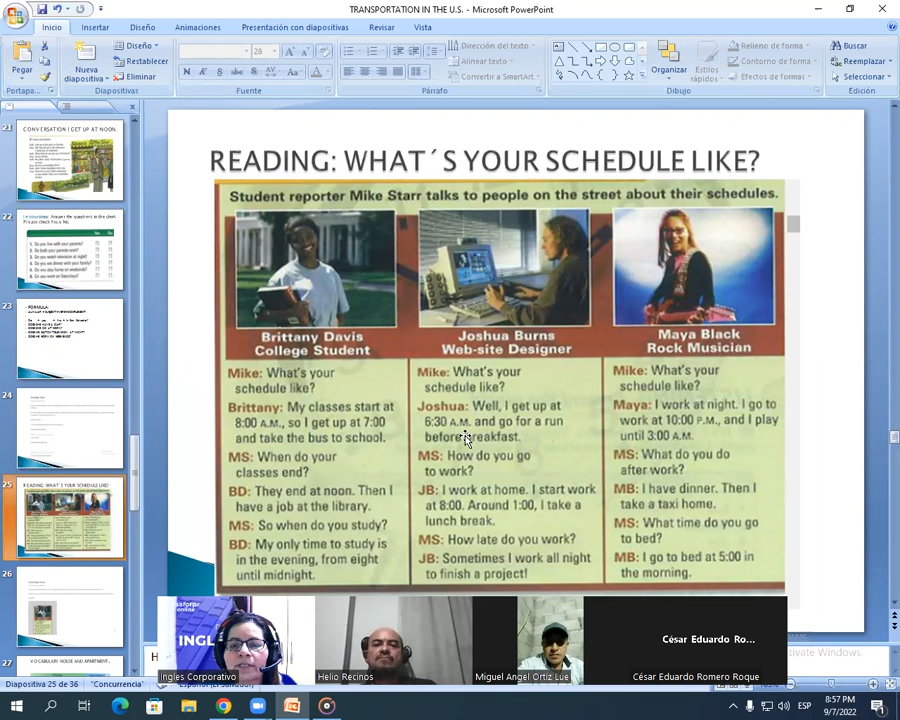 TRANSPORTATION IN THE U.S. - Microsoft PowerPoint
Inicio Insertar Diseño Animaciones Presentación con diapositivas Revisar Vista
Pegar
Nueva diapositiva
Diseño
Restablecer
Eliminar
Dirección del texto
Alinear texto
Convertir a SmartArt
Organizar
Estilos rápidos
Relleno de forma
Contorno de forma
Efectos de formas
Buscar
Reemplazar
Seleccionar
Portapa... Diapositivas Fuente Párrafo Dibujo Edición
21
CONVERSATION I GET UP AT NOON.
22
23
FORMULA:
24
25
READING: WHAT´S YOUR SCHEDULE LIKE?
26
27
VOCABULARY HOUSE AND APARTMENT.
READING: WHAT´S YOUR SCHEDULE LIKE?
Student reporter Mike Starr talks to people on the street about their schedules.
Brittany Davis
College Student
Mike: What's your
schedule like?
Brittany: My classes start at
8:00 A.M., so I get up at 7:00
and take the bus to school.
MS: When do your
classes end?
BD: They end at noon. Then I
have a job at the library.
MS: So when do you study?
BD: My only time to study is
in the evening, from eight
until midnight.
Joshua Burns
Web-site Designer
Mike: What's your
schedule like?
Joshua: Well, I get up at
6:30 A.M. and go for a run
before breakfast.
MS: How do you go
to work?
JB: I work at home. I start work
at 8:00. Around 1:00, I take a
lunch break.
MS: How late do you work?
JB: Sometimes I work all night
to finish a project!
Maya Black
Rock Musician
Mike: What's your
schedule like?
Maya: I work at night. I go to
work at 10:00 P.M., and I play
until 3:00 A.M.
MS: What do you do
after work?
MB: I have dinner. Then I
take a taxi home.
MS: What time do you go
to bed?
MB: I go to bed at 5:00 in
the morning.
INGL
Ingles Corporativo
Helio Recinos
Miguel Angel Ortiz Lue
César Eduardo Ro...
César Eduardo Romero Roque
Diapositiva 25 de 36 "Concurrencia"
ESP
8:57 PM
9/7/2022